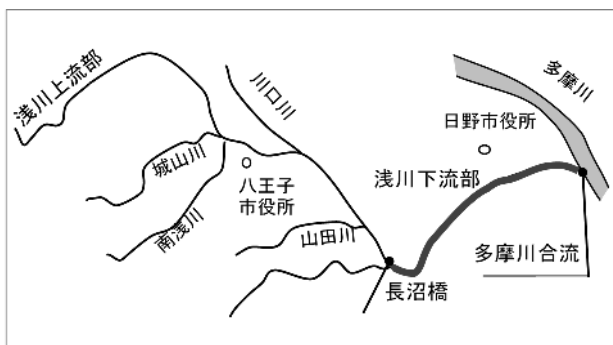 浅川上流部
川口川
多摩川
日野市役所
城山川
八王子
市役所
浅川下流部
南浅川
山田川
多摩川合流
長沼橋